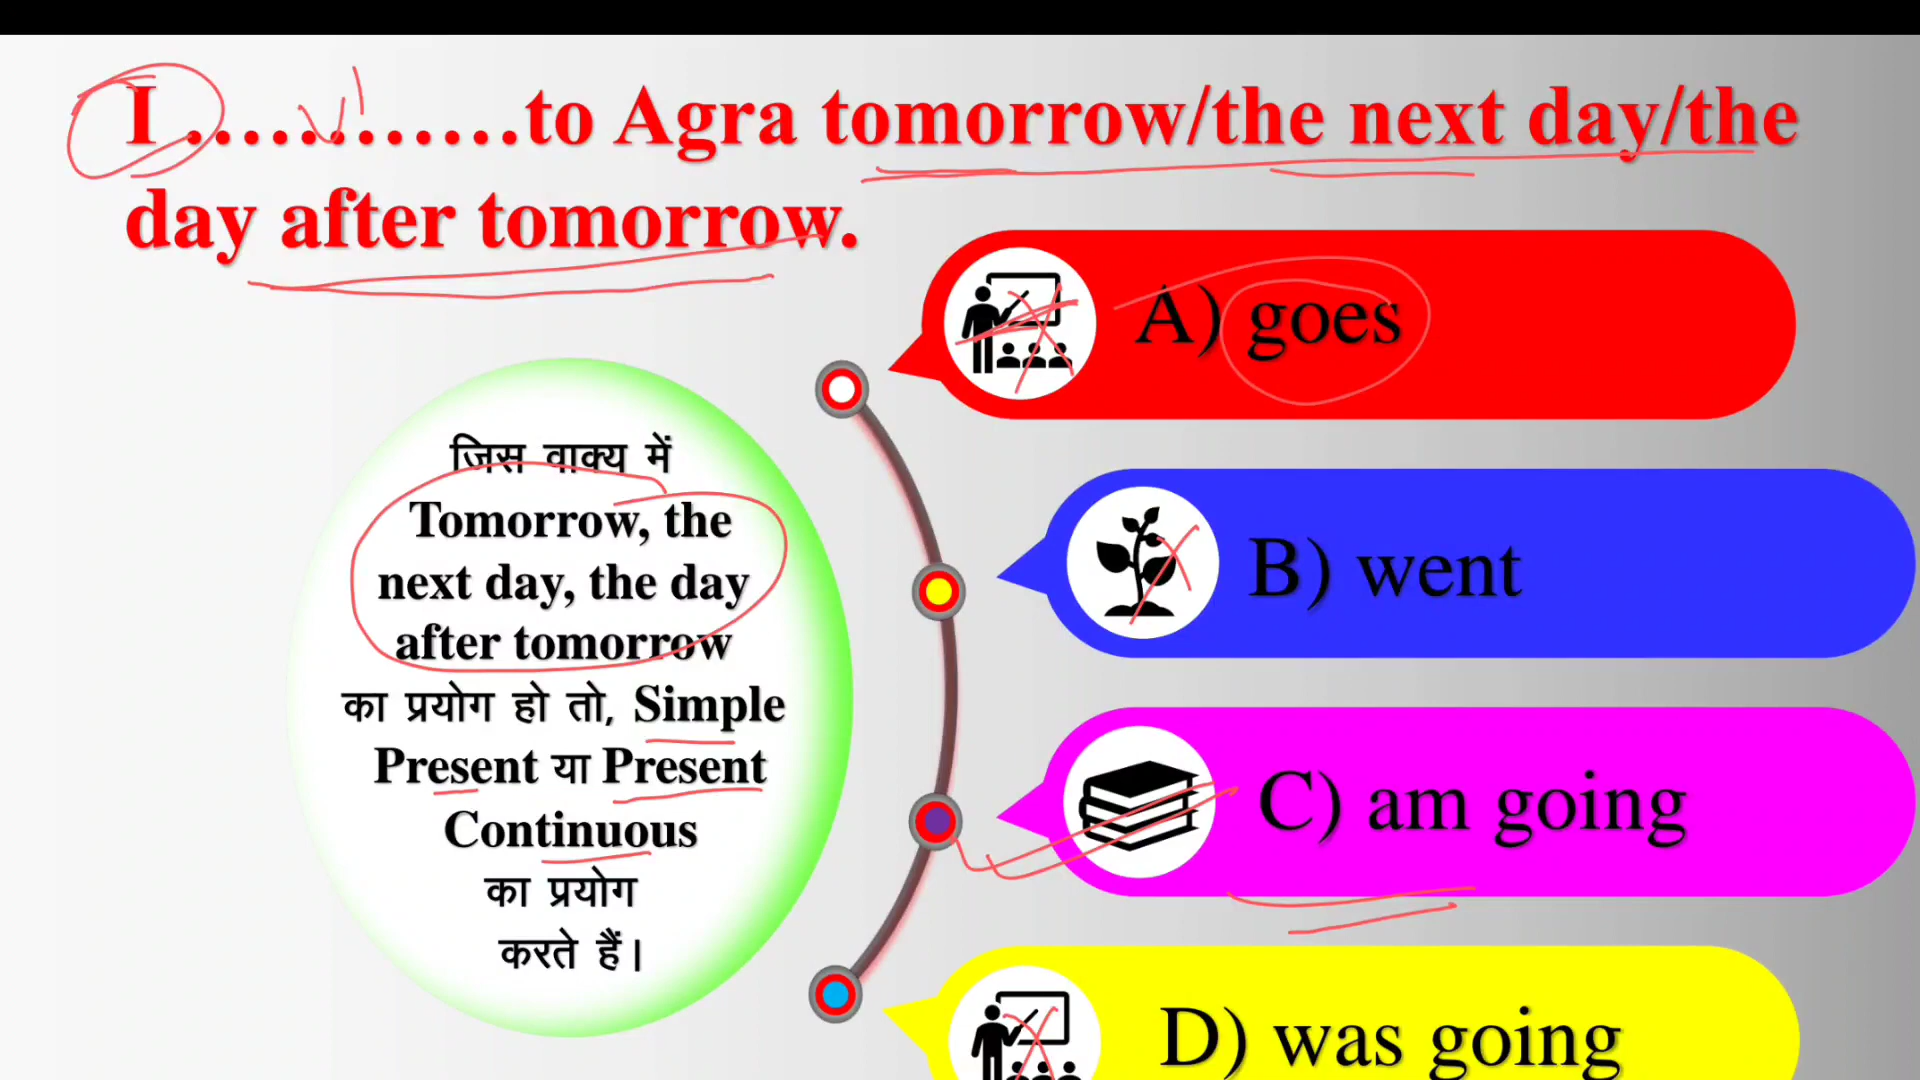 I ............to Agra tomorrow/the next day/the
day after tomorrow.
V1
A) goes
जिस वाक्य में
Tomorrow, the
next day, the day
after tomorrow
का प्रयोग हो तो, Simple
Present या Present
Continuous
का प्रयोग
करते हैं।
B) went
C) am going
D) was going